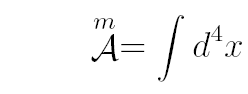 $\overset{m}{\mathcal{A}} = \int d^4x$